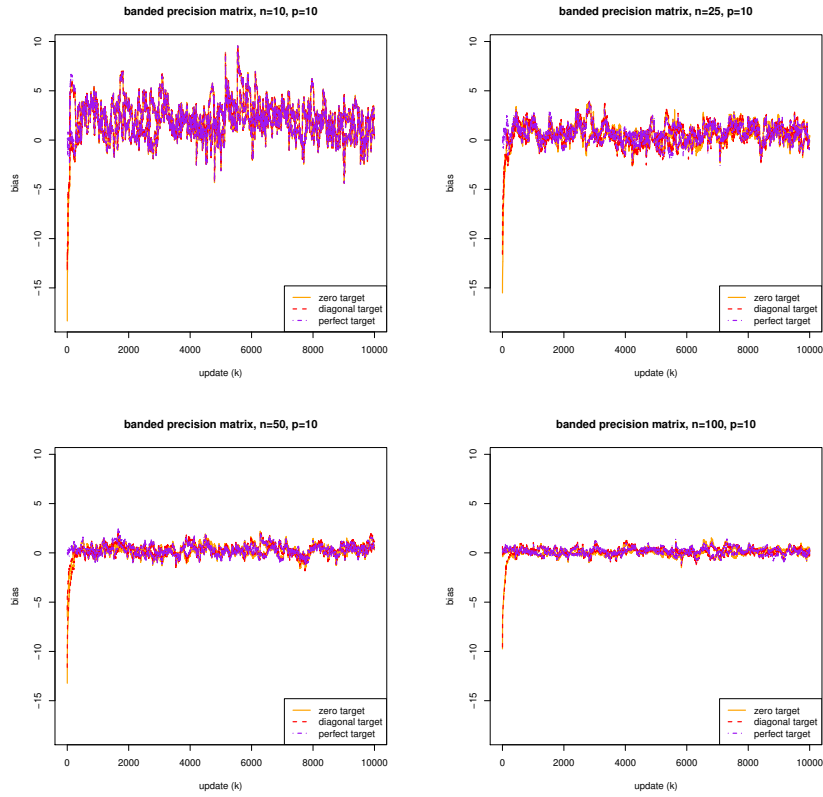 banded precision matrix, n=10, p=10
bias
10
5
0
−5
−10
−15
zero target
diagonal target
perfect target
0 2000 4000 6000 8000 10000
update (k)
banded precision matrix, n=25, p=10
bias
10
5
0
−5
−10
−15
zero target
diagonal target
perfect target
0 2000 4000 6000 8000 10000
update (k)
banded precision matrix, n=50, p=10
bias
10
5
0
−5
−10
−15
zero target
diagonal target
perfect target
0 2000 4000 6000 8000 10000
update (k)
banded precision matrix, n=100, p=10
bias
10
5
0
−5
−10
−15
zero target
diagonal target
perfect target
0 2000 4000 6000 8000 10000
update (k)